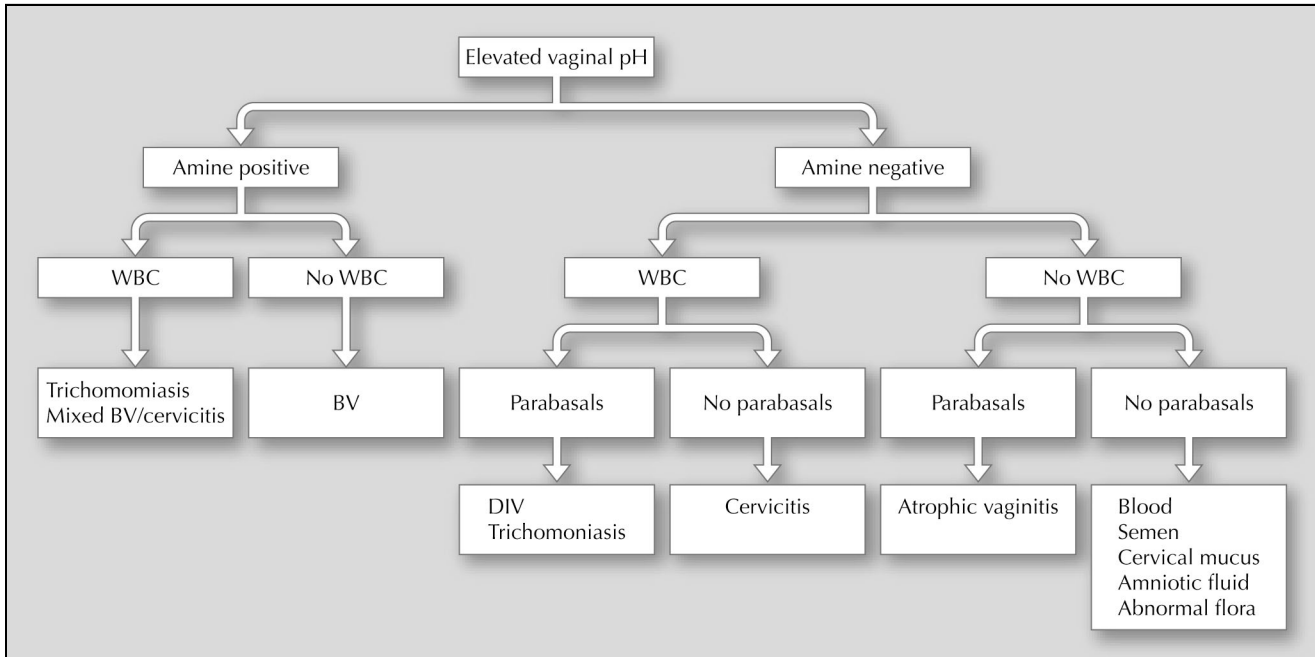 Elevated vaginal pH
Amine positive
Amine negative
WBC
No WBC
WBC
No WBC
Trichomomiasis
Mixed BV/cervicitis
BV
Parabasals
No parabasals
Parabasals
No parabasals
DIV
Trichomoniasis
Cervicitis
Atrophic vaginitis
Blood
Semen
Cervical mucus
Amniotic fluid
Abnormal flora